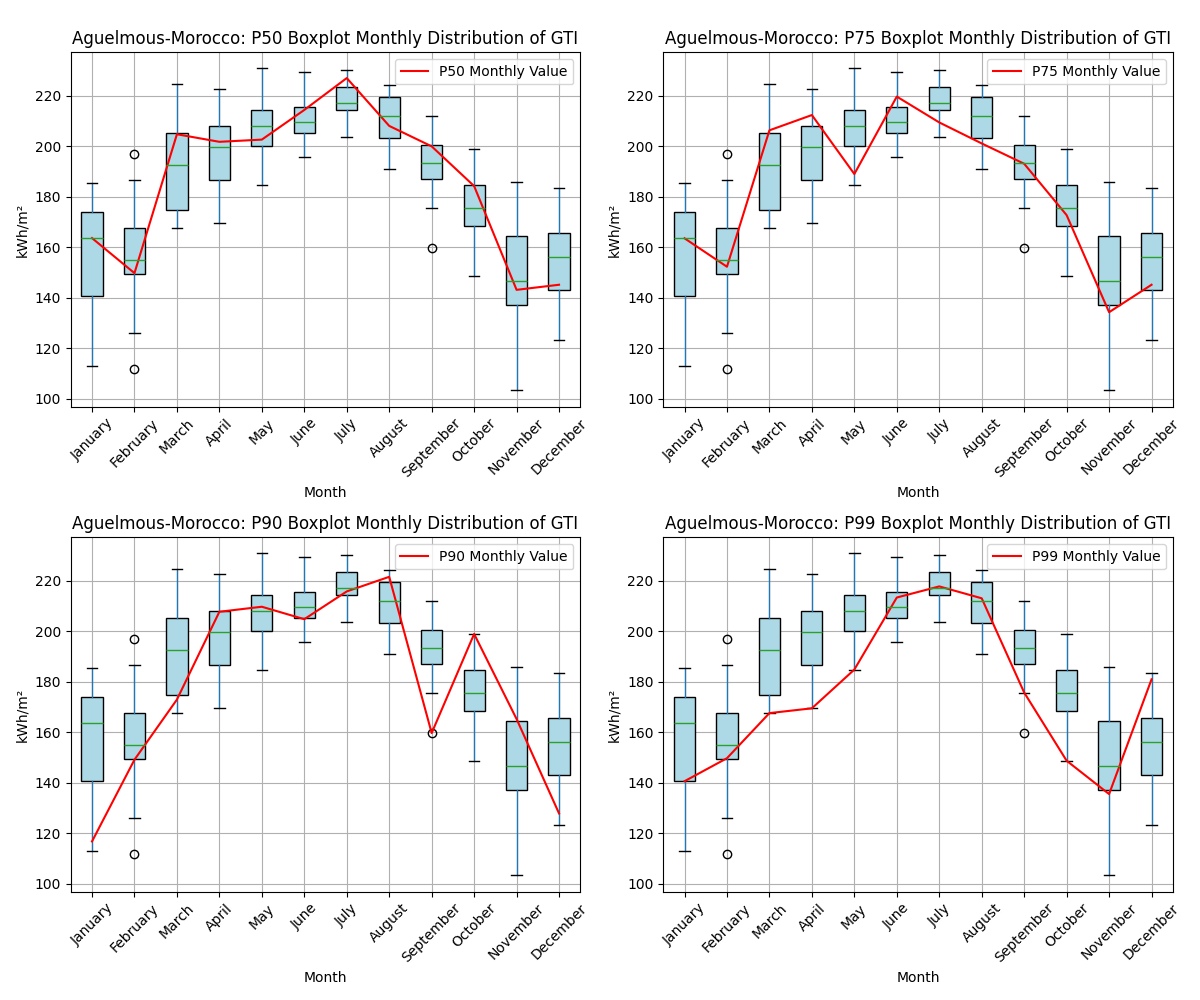 Aguelmous-Morocco: P50 Boxplot Monthly Distribution of GTI
P50 Monthly Value
kWh/m²
220
200
180
160
140
120
100
January
February
March
April
May
June
July
August
September
October
November
December
Month
Aguelmous-Morocco: P75 Boxplot Monthly Distribution of GTI
P75 Monthly Value
kWh/m²
220
200
180
160
140
120
100
January
February
March
April
May
June
July
August
September
October
November
December
Month
Aguelmous-Morocco: P90 Boxplot Monthly Distribution of GTI
P90 Monthly Value
kWh/m²
220
200
180
160
140
120
100
January
February
March
April
May
June
July
August
September
October
November
December
Month
Aguelmous-Morocco: P99 Boxplot Monthly Distribution of GTI
P99 Monthly Value
kWh/m²
220
200
180
160
140
120
100
January
February
March
April
May
June
July
August
September
October
November
December
Month